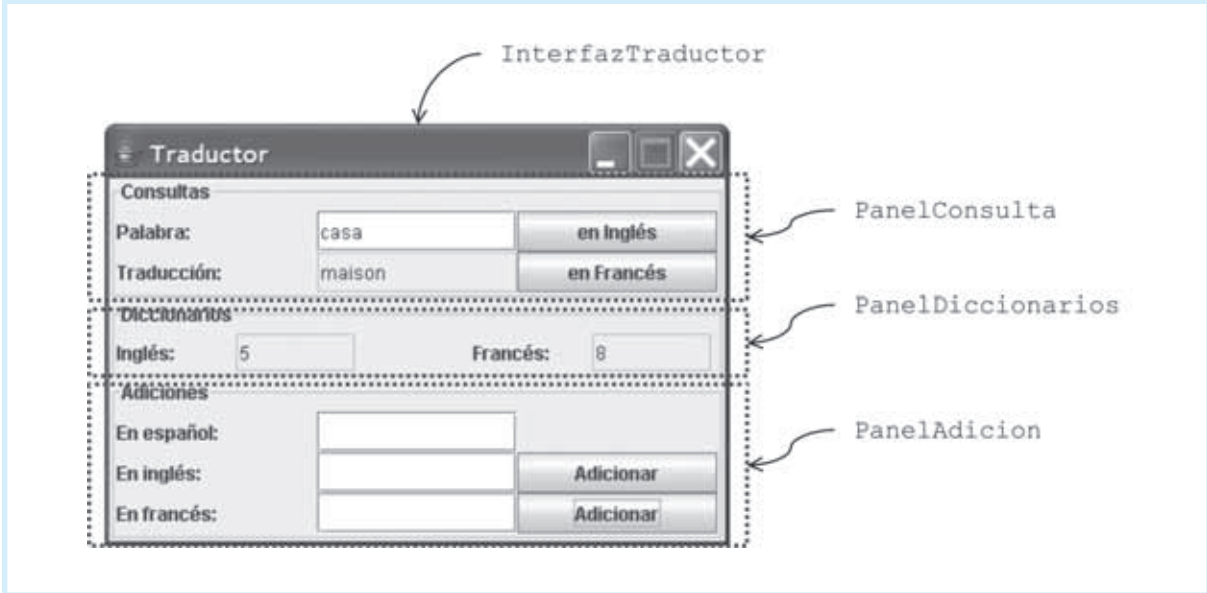 InterfazTraductor
Traductor
Consultas
Palabra: casa en Inglés
PanelConsulta
Traducción: maison en Francés
Diccionarios
PanelDiccionarios
Inglés: 5 Francés: 8
Adiciones
En español:
PanelAdicion
En inglés: Adicionar
En francés: Adicionar